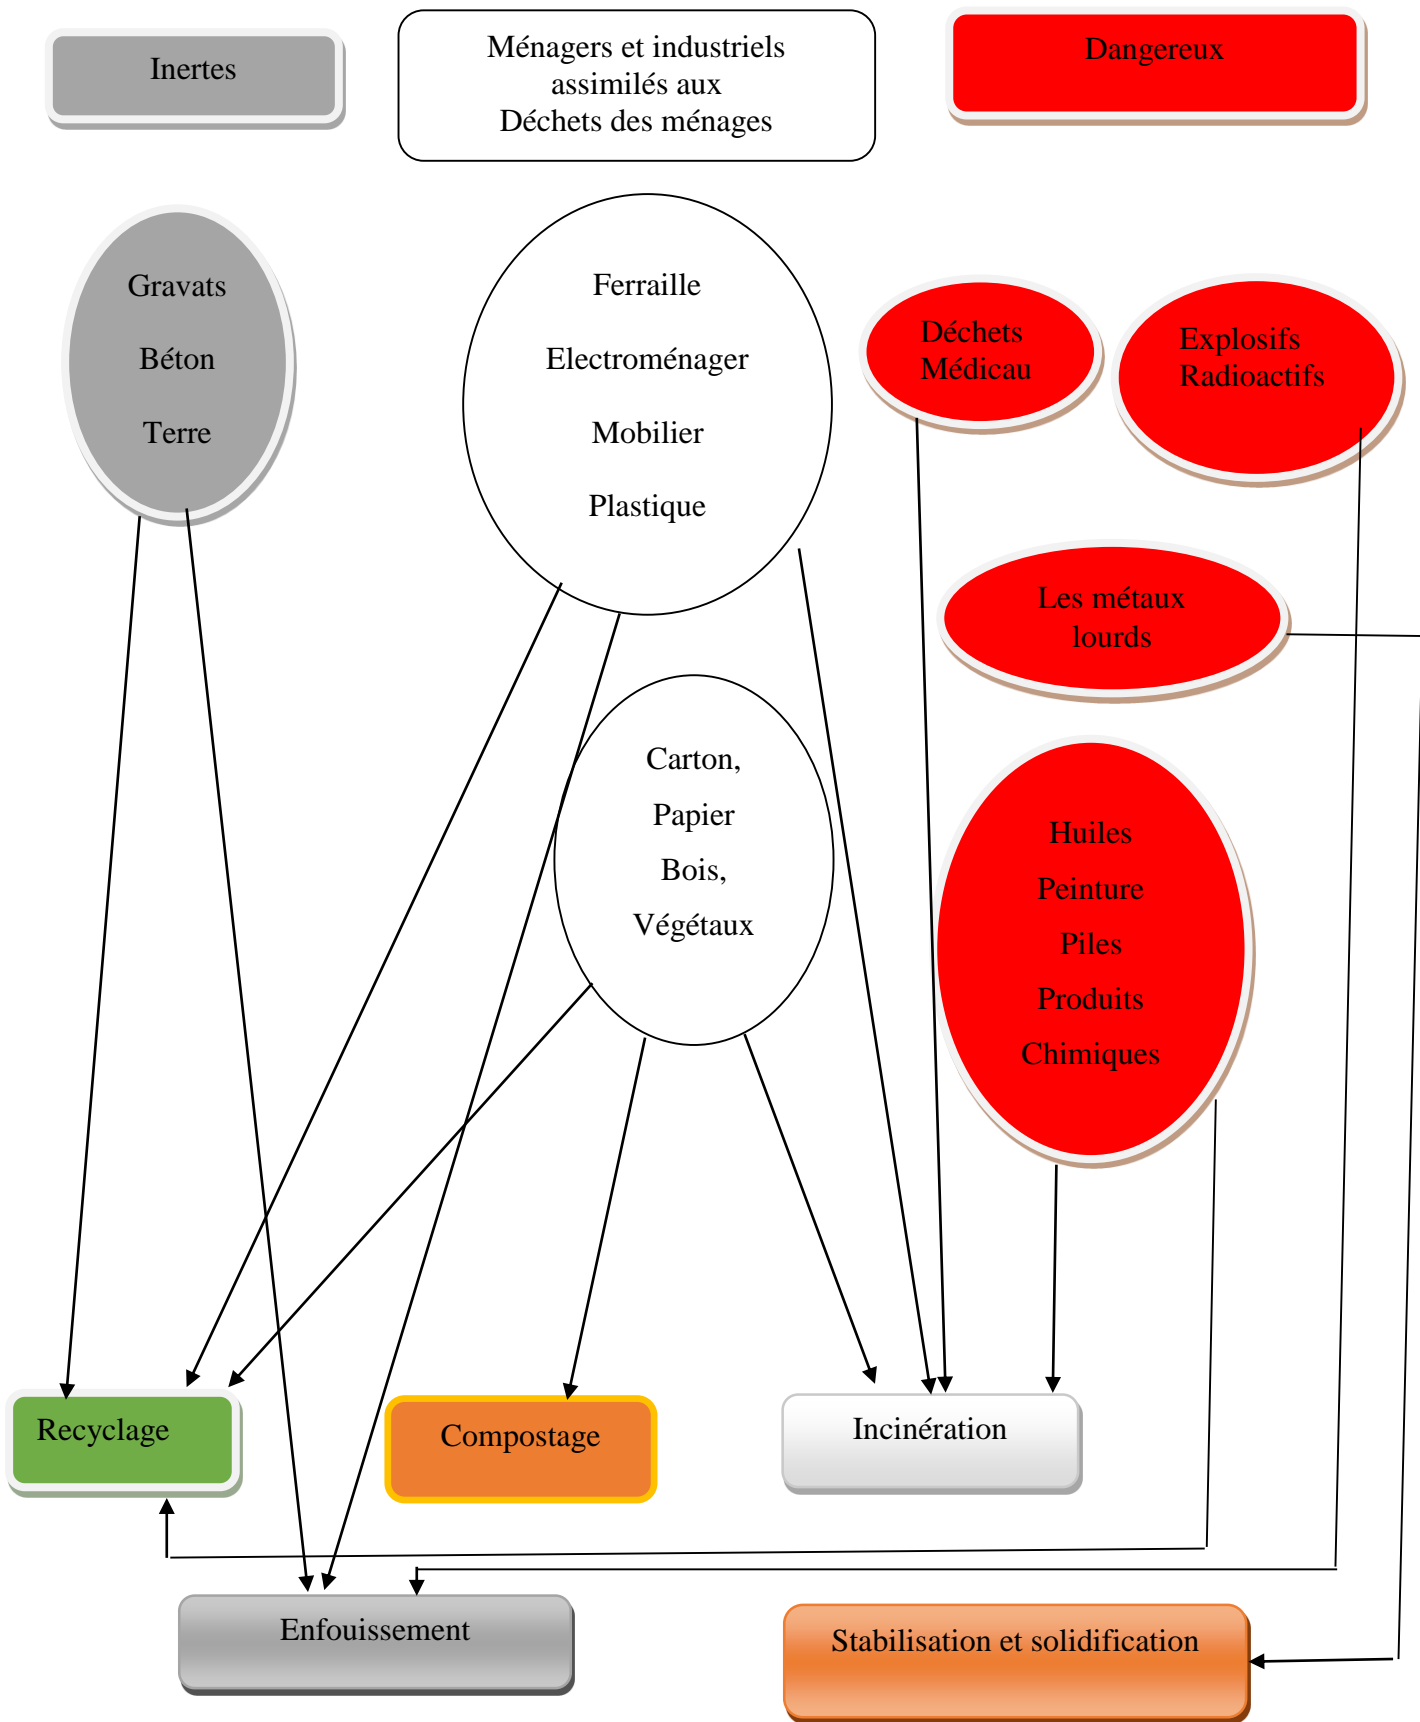 Inertes
Ménagers et industriels
assimilés aux
Déchets des ménages
Dangereux
Gravats
Béton
Terre
Ferraille
Electroménager
Mobilier
Plastique
Déchets
Médicau
Explosifs
Radioactifs
Les métaux
lourds
Carton,
Papier
Bois,
Végétaux
Huiles
Peinture
Piles
Produits
Chimiques
Recyclage
Compostage
Incinération
Enfouissement
Stabilisation et solidification